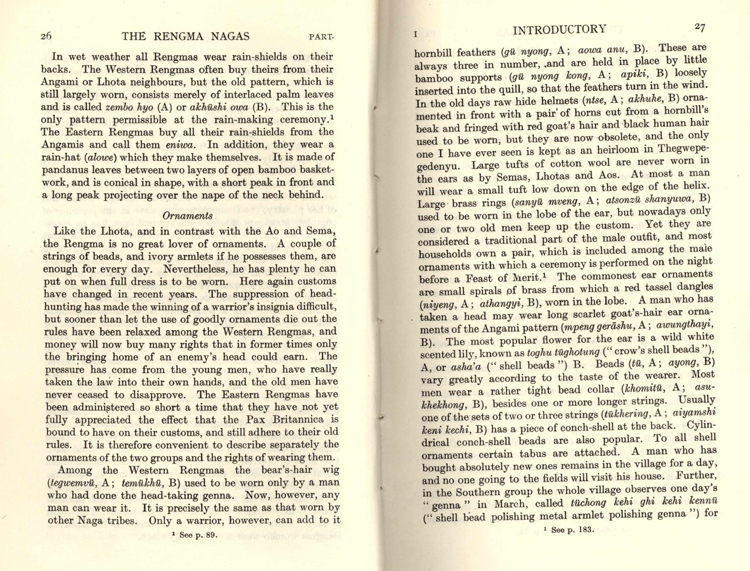 26 THE RENGMA NAGAS PART.
In wet weather all Rengmas wear rain-shields on their
backs. The Western Rengmas often buy theirs from their
Angami or Lhota neighbours, but the old pattern, which is
still largely worn, consists merely of interlaced palm leaves
and is called zembo hyo (A) or akhūshi owa (B). This is the
only pattern permissible at the rain-making ceremony.¹
The Eastern Rengmas buy all their rain-shields from the
Angamis and call them eniwa. In addition, they wear a
rain-hat (alowe) which they make themselves. It is made of
pandanus leaves between two layers of open bamboo basket-
work, and is conical in shape, with a short peak in front and
a long peak projecting over the nape of the neck behind.
Ornaments
Like the Lhota, and in contrast with the Ao and Sema,
the Rengma is no great lover of ornaments. A couple of
strings of beads, and ivory armlets if he possesses them, are
enough for every day. Nevertheless, he has plenty he can
put on when full dress is to be worn. Here again customs
have changed in recent years. The suppression of head-
hunting has made the winning of a warrior's insignia difficult,
but sooner than let the use of goodly ornaments die out the
rules have been relaxed among the Western Rengmas, and
money will now buy many rights that in former times only
the bringing home of an enemy's head could earn. The
pressure has come from the young men, who have really
taken the law into their own hands, and the old men have
never ceased to disapprove. The Eastern Rengmas have
been administered so short a time that they have not yet
fully appreciated the effect that the Pax Britannica is
bound to have on their customs, and still adhere to their old
rules. It is therefore convenient to describe separately the
ornaments of the two groups and the rights of wearing them.
Among the Western Rengmas the bear's-hair wig
(tegwemvū, A; temūkhū, B) used to be worn only by a man
who had done the head-taking genna. Now, however, any
man can wear it. It is precisely the same as that worn by
other Naga tribes. Only a warrior, however, can add to it
¹ See p. 89.
I INTRODUCTORY 27
hornbill feathers (gū nyong, A; aowa anu, B). These are
always three in number, and are held in place by little
bamboo supports (gū nyong kong, A; apiki, B) loosely
inserted into the quill, so that the feathers turn in the wind.
In the old days raw hide helmets (ntse, A; akhuhe, B) orna-
mented in front with a pair of horns cut from a hornbill's
beak and fringed with red goat's hair and black human hair
used to be worn, but they are now obsolete, and the only
one I have ever seen is kept as an heirloom in Thegwepe-
gedenyu. Large tufts of cotton wool are never worn in
the ears as by Semas, Lhotas and Aos. At most a man
will wear a small tuft low down on the edge of the helix.
Large brass rings (sanyū mveng, A; atsonzū shanyuwa, B)
used to be worn in the lobe of the ear, but nowadays only
one or two old men keep up the custom. Yet they are
considered a traditional part of the male outfit, and most
households own a pair, which is included among the male
ornaments with which a ceremony is performed on the night
before a Feast of Merit.¹ The commonest ear ornaments
are small spirals of brass from which a red tassel dangles
(niyeng, A; athangyi, B), worn in the lobe. A man who has
taken a head may wear long scarlet goat's-hair ear orna-
ments of the Angami pattern (mpeng gerāshu, A; awungthayi,
B). The most popular flower for the ear is a wild white
scented lily, known as toghu tūghotung ("crow's shell beads"),
A, or asha'a ("shell beads") B. Beads (tū, A; ayong, B)
vary greatly according to the taste of the wearer. Most
men wear a rather tight bead collar (khomitū, A; asu-
khekhong, B), besides one or more longer strings. Usually
one of the sets of two or three strings (tūkhering, A; aiyamshi
keni kechi, B) has a piece of conch-shell at the back. Cylin-
drical conch-shell beads are also popular. To all shell
ornaments certain tabus are attached. A man who has
bought absolutely new ones remains in the village for a day,
and no one going to the fields will visit his house. Further,
in the Southern group the whole village observes one day's
"genna" in March, called tūchong kehi ghi kehi kennū
("shell bead polishing metal armlet polishing genna") for
¹ See p. 183.